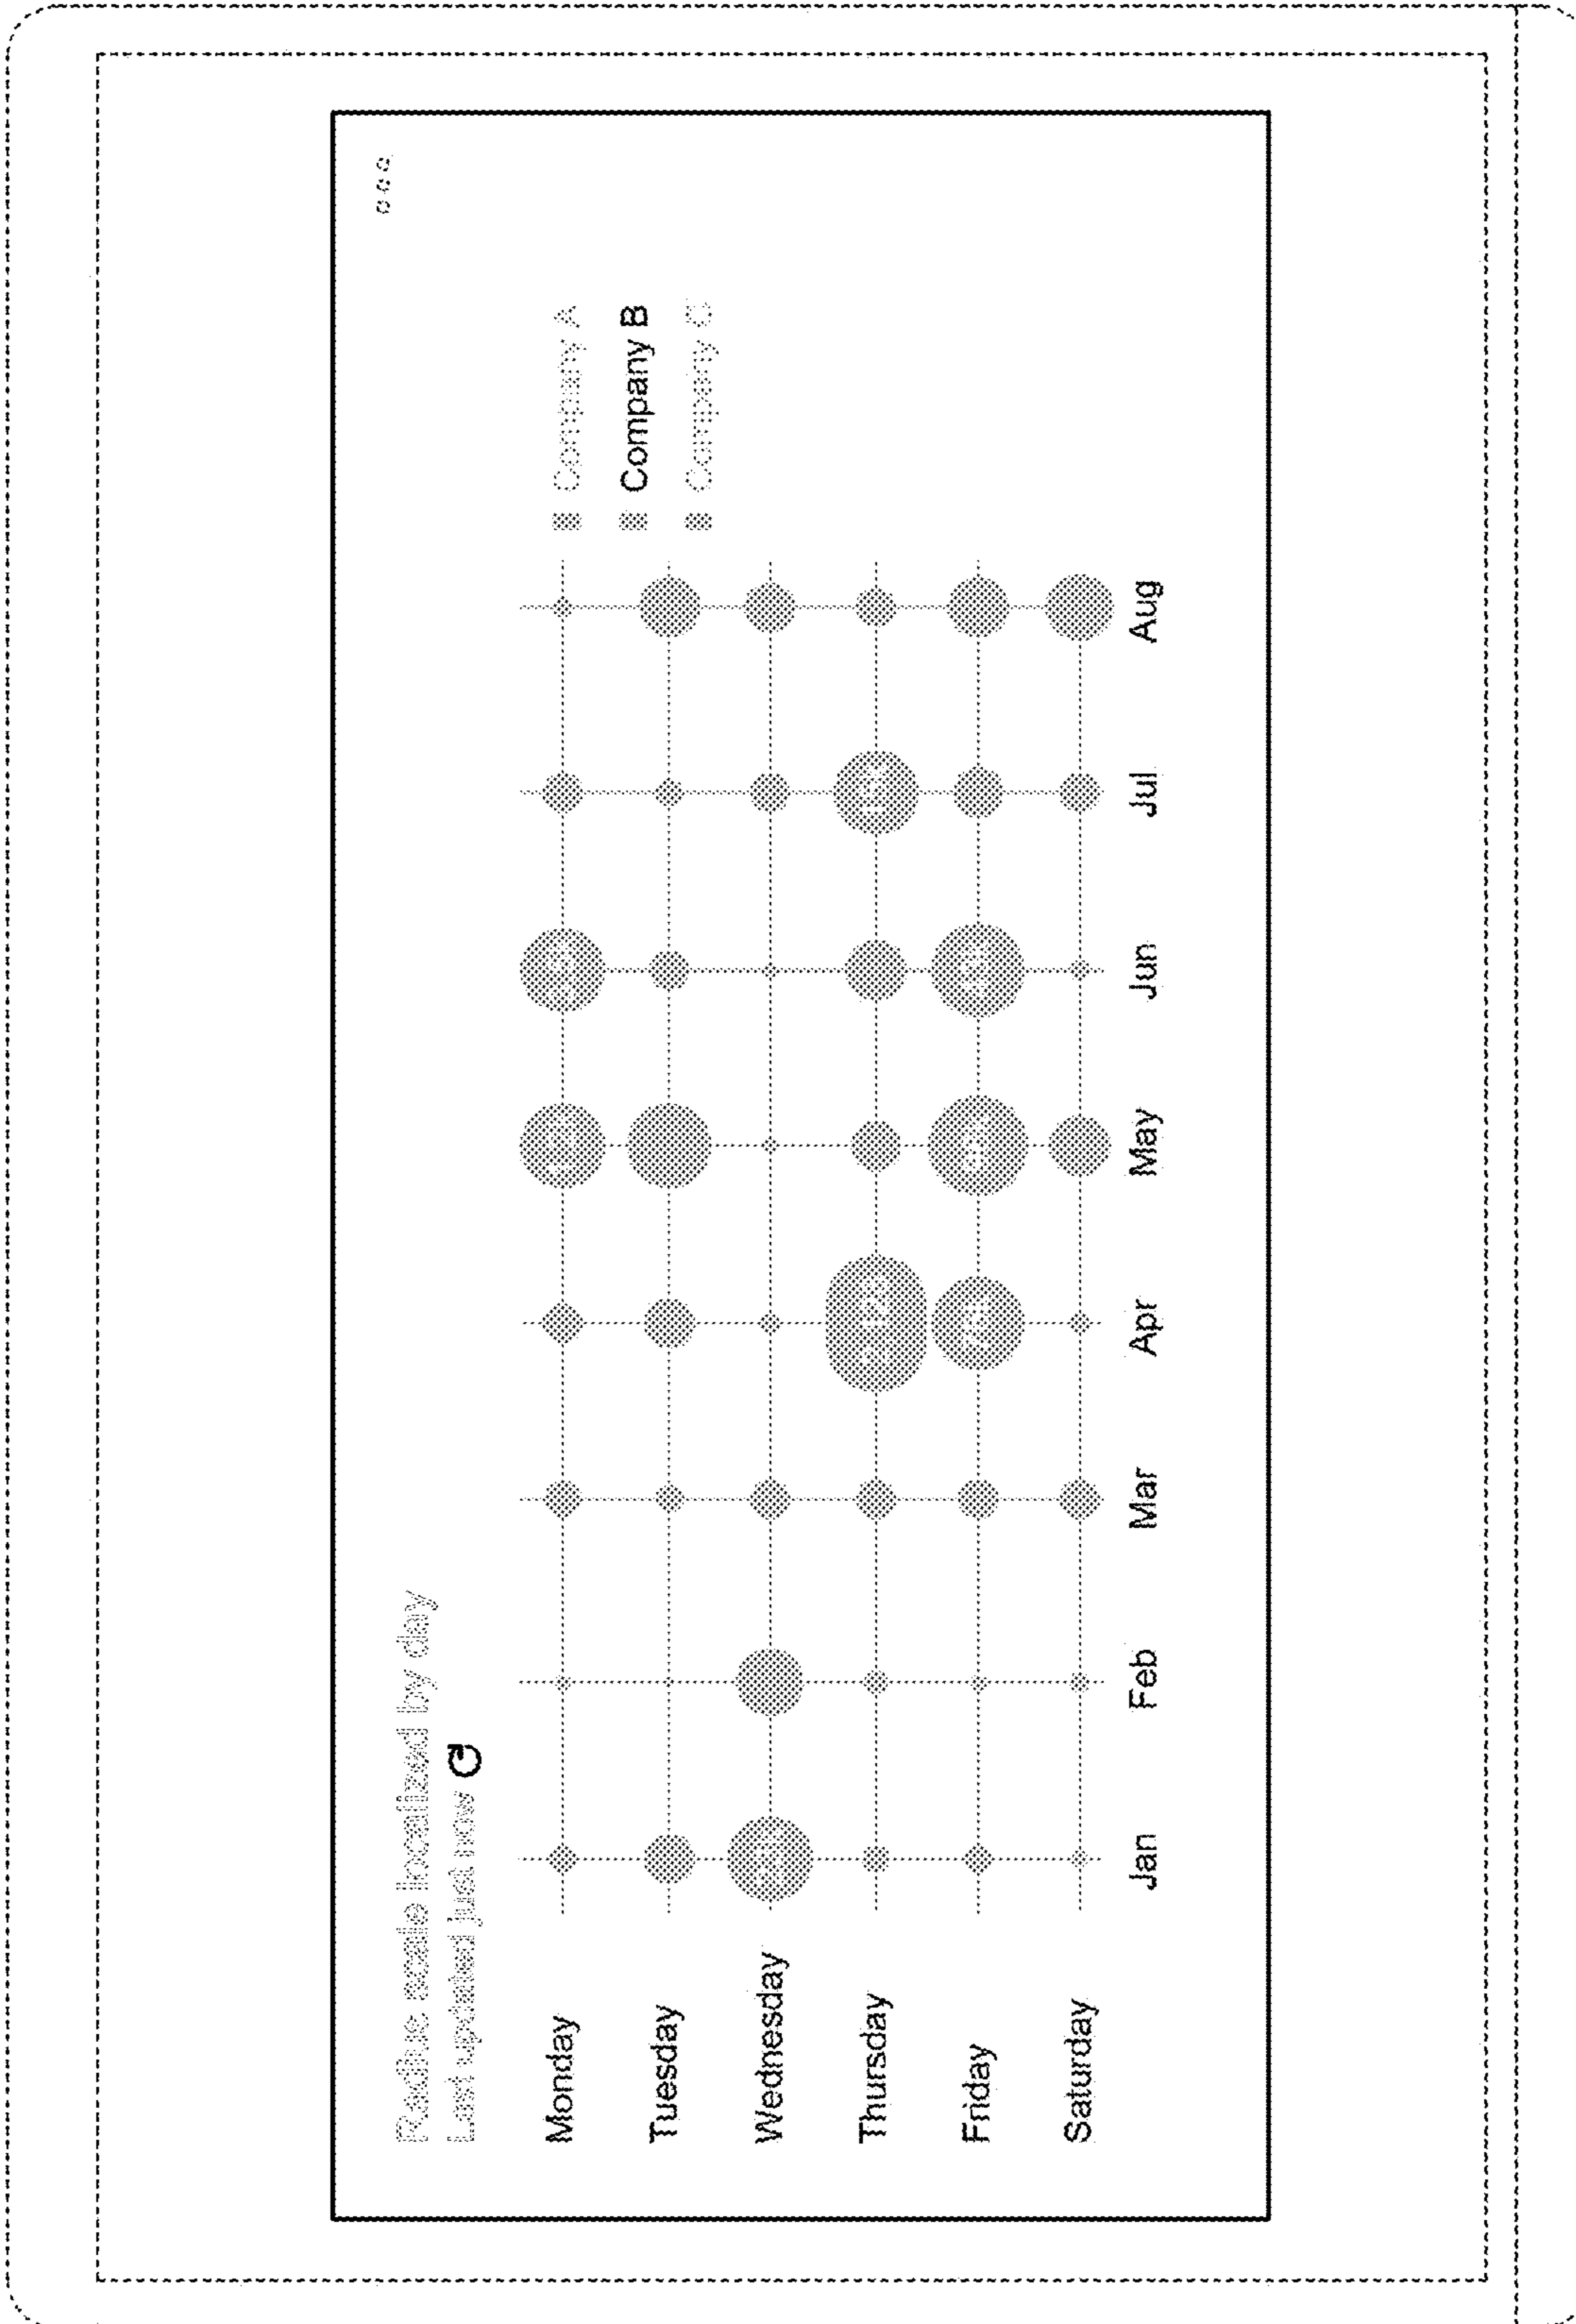 Radius scale localized by day
Last updated just now
Company A
Company B
Company C
Monday
Tuesday
Wednesday
Thursday
Friday
Saturday
Jan Feb Mar Apr May Jun Jul Aug